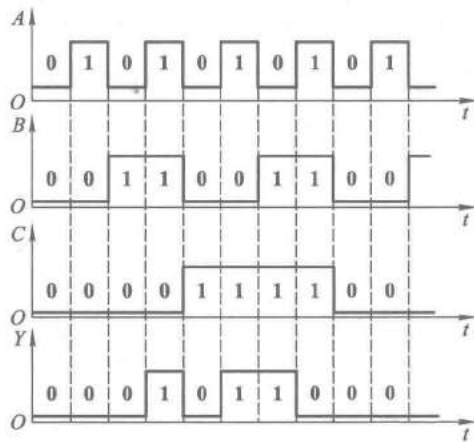 A
0 1 0 1 0 1 0 1 0 1
O t
B
0 0 1 1 0 0 1 1 0 0
O t
C
0 0 0 0 1 1 1 1 0 0
O t
Y
0 0 0 1 0 1 1 0 0 0
O t